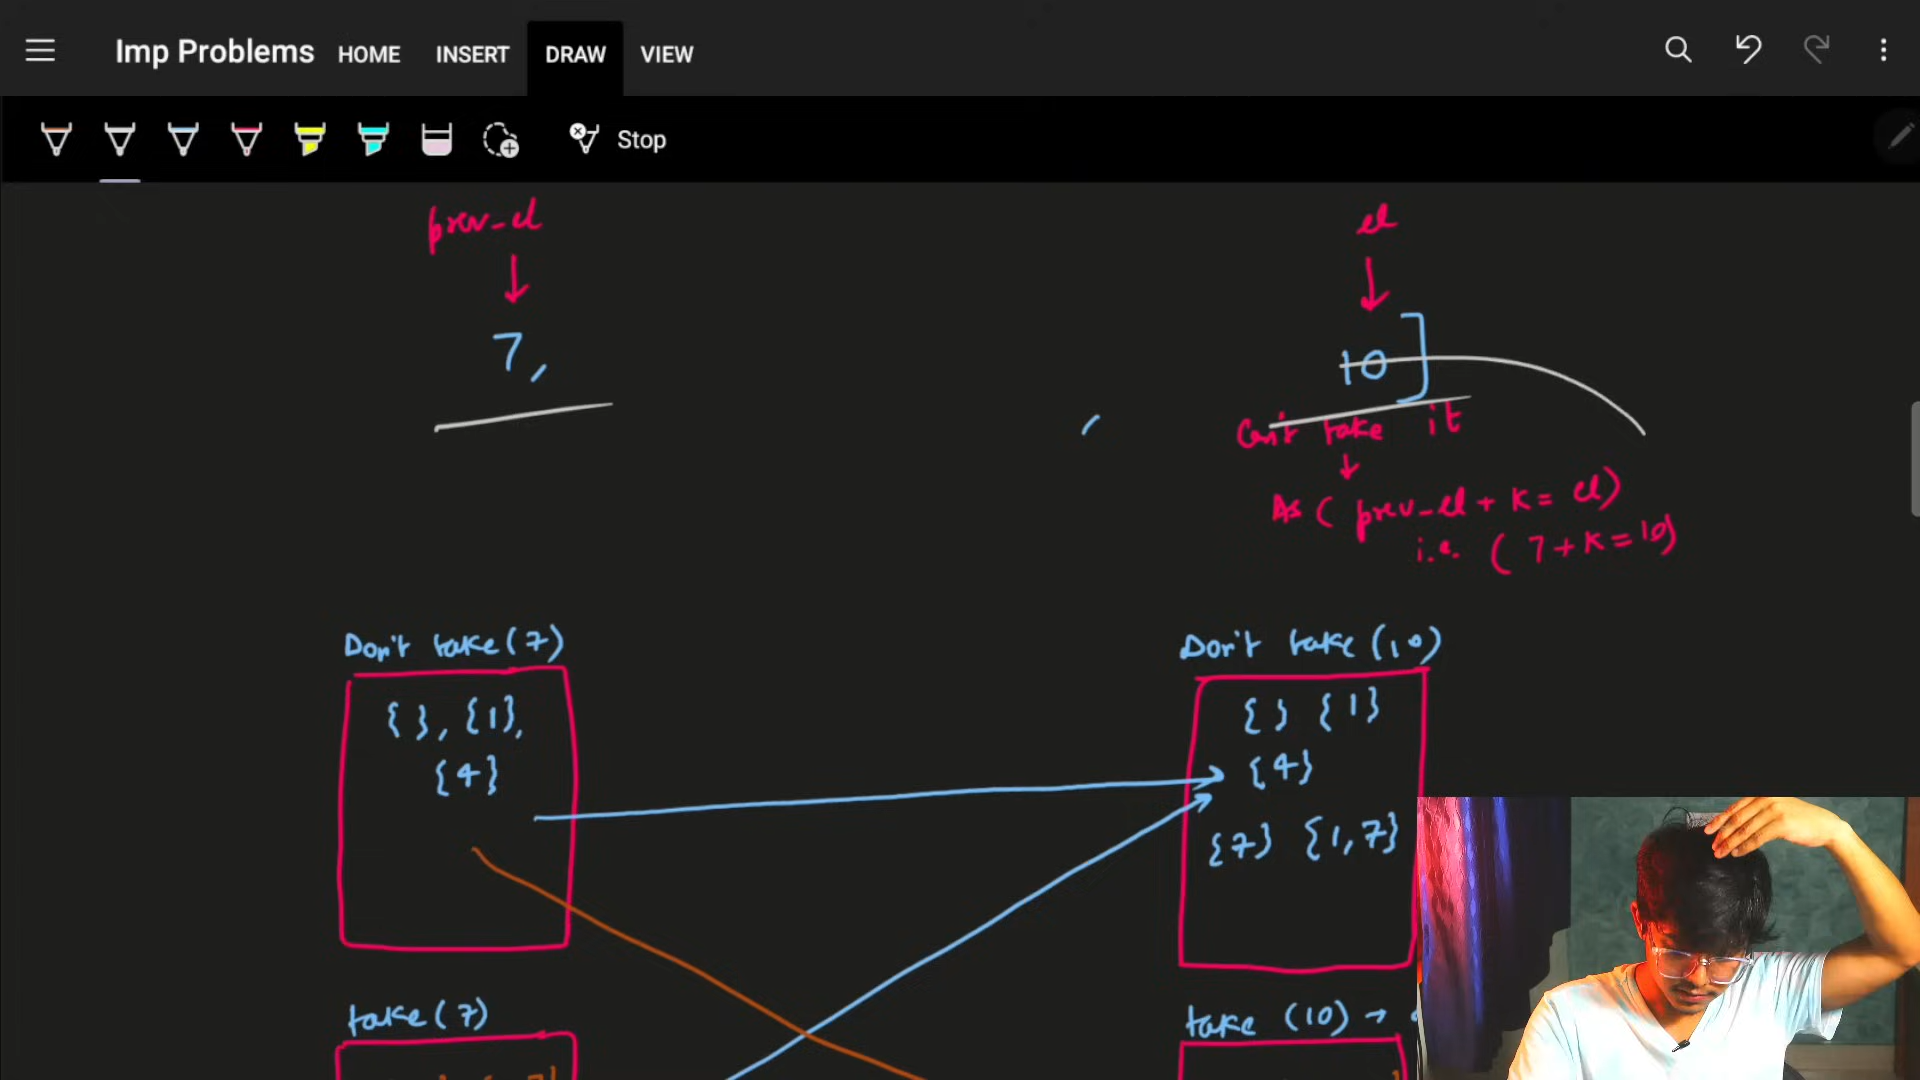 Imp Problems HOME INSERT DRAW VIEW
Stop
prev-el
el
7,
10]
Can't take it
As ( prev-el + k = el)
i.e. ( 7+k=10)
Don't take (7)
Don't take (10)
{ }, {1},
{4}
{ } {1}
{4}
{7} {1,7}
take (7)
take (10) →